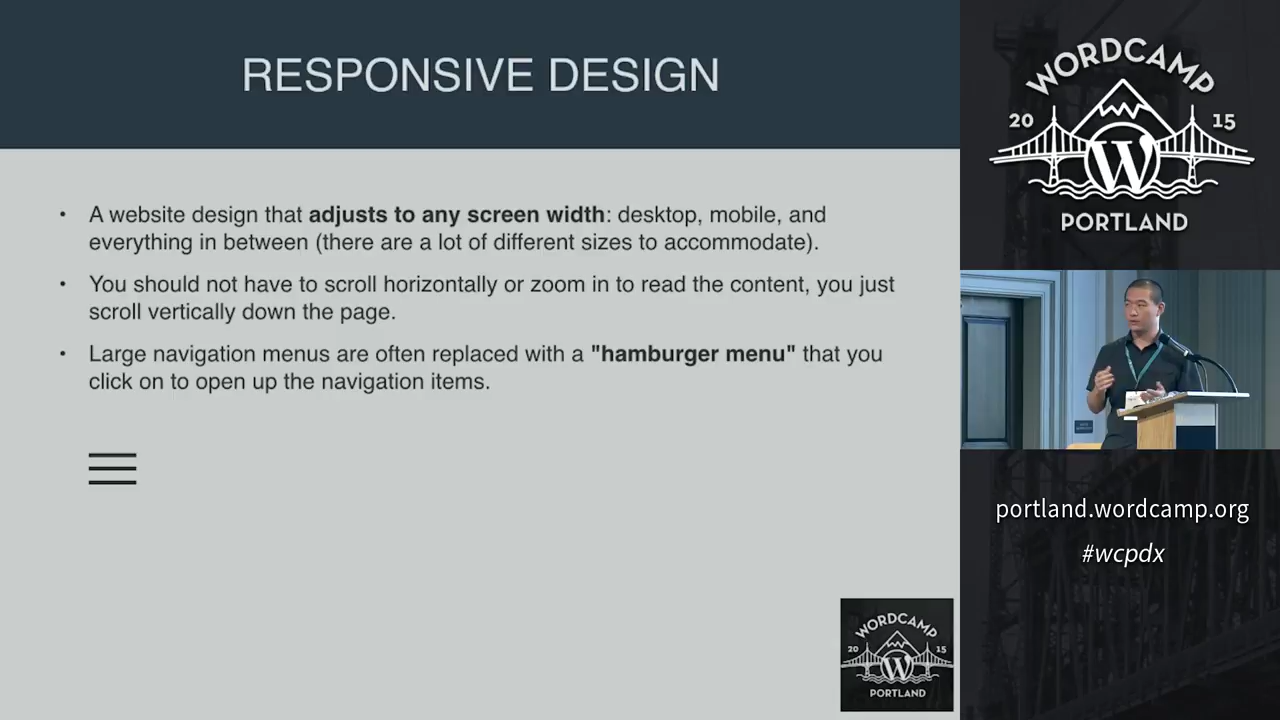 RESPONSIVE DESIGN
• A website design that adjusts to any screen width: desktop, mobile, and
everything in between (there are a lot of different sizes to accommodate).
• You should not have to scroll horizontally or zoom in to read the content, you just
scroll vertically down the page.
• Large navigation menus are often replaced with a "hamburger menu" that you
click on to open up the navigation items.
WORDCAMP
20 15
W
PORTLAND
WORDCAMP
20 15
W
PORTLAND
portland.wordcamp.org
#wcpdx